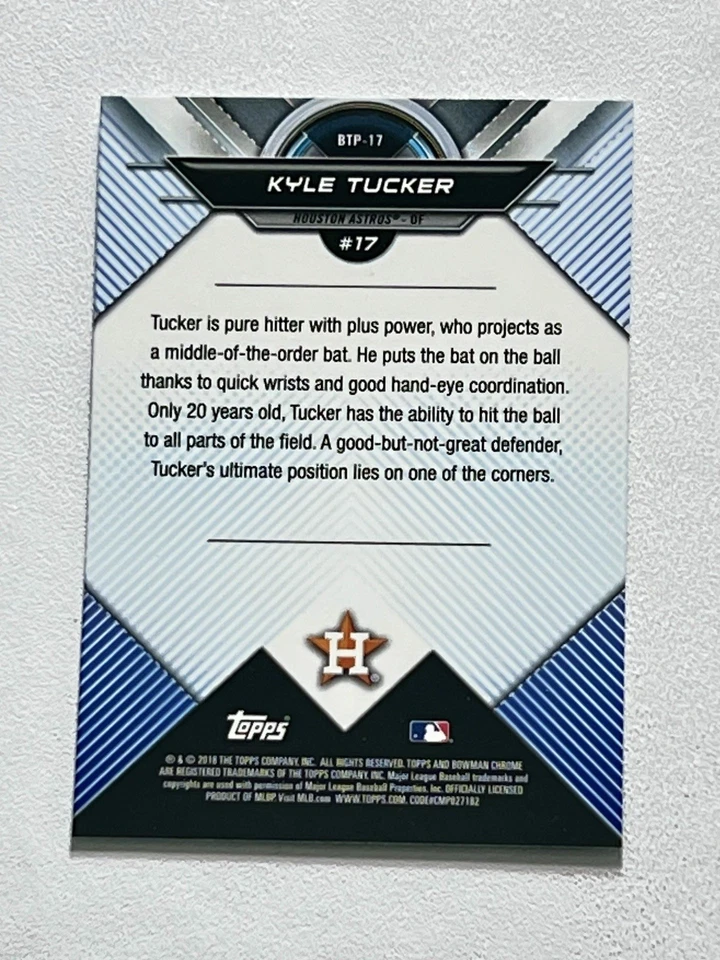 BTP-17
KYLE TUCKER
HOUSTON ASTROS® - OF
#17
Tucker is pure hitter with plus power, who projects as
a middle-of-the-order bat. He puts the bat on the ball
thanks to quick wrists and good hand-eye coordination.
Only 20 years old, Tucker has the ability to hit the ball
to all parts of the field. A good-but-not-great defender,
Tucker's ultimate position lies on one of the corners.
H ®
topps®
® & © 2018 THE TOPPS COMPANY, INC. ALL RIGHTS RESERVED. TOPPS AND BOWMAN CHROME
ARE REGISTERED TRADEMARKS OF THE TOPPS COMPANY, INC. Major League Baseball trademarks and
copyrights are used with permission of Major League Baseball Properties, Inc. OFFICIALLY LICENSED
PRODUCT OF MLBP Visit MLB.com WWW.TOPPS.COM. CODE#CMP027182